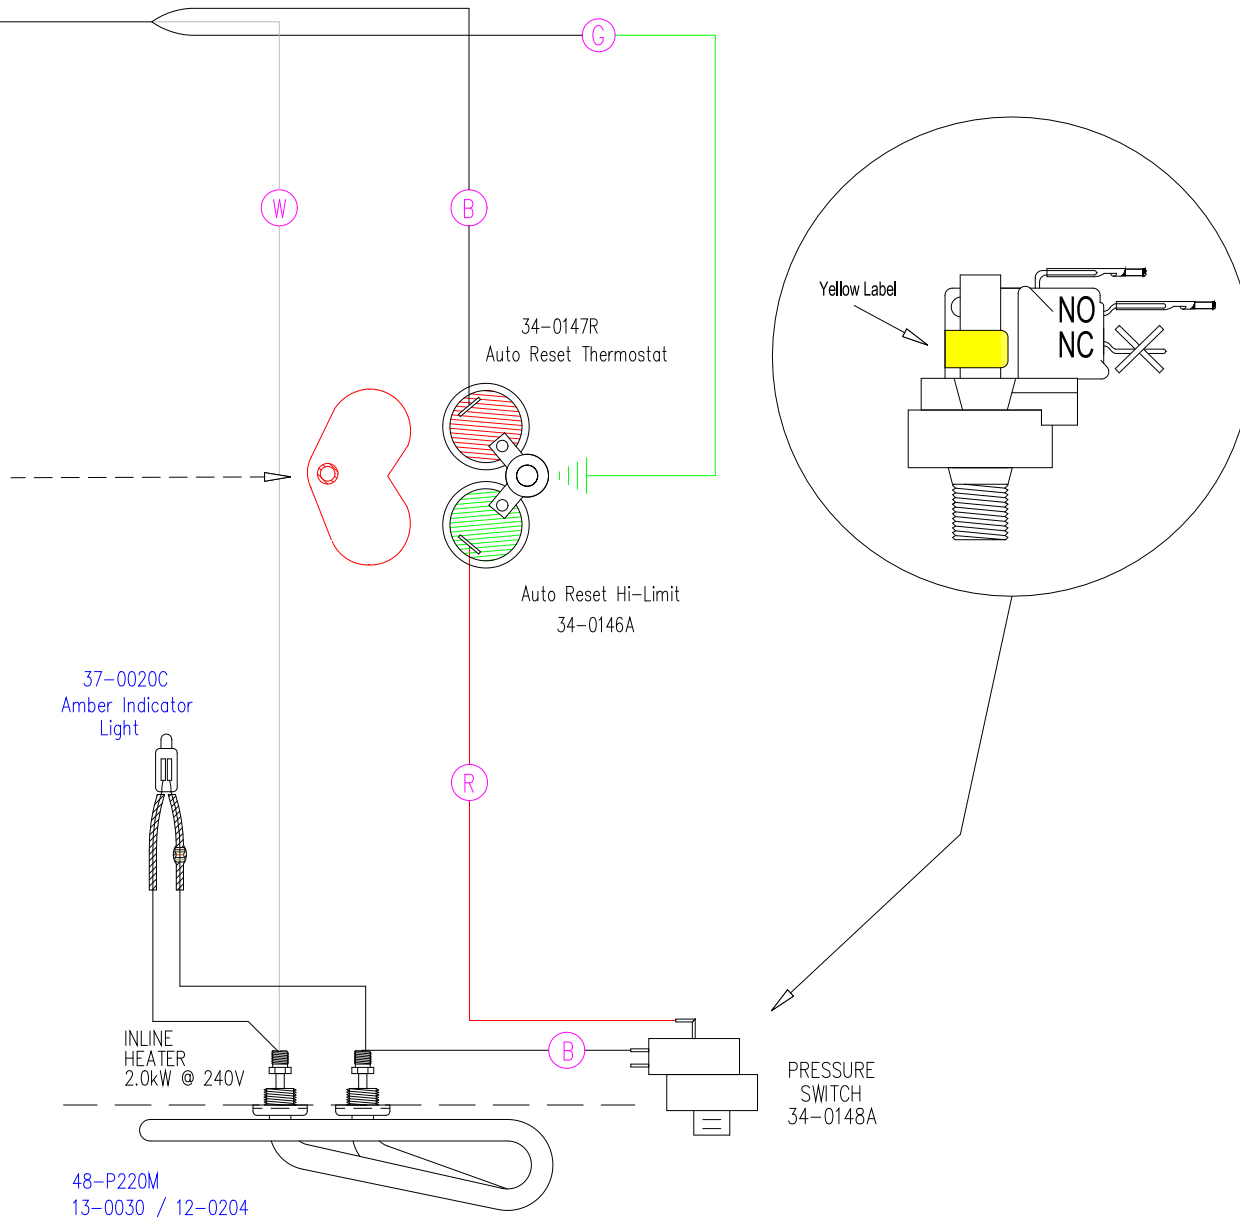 G
W
B
Yellow Label
NO
NC
34-0147R
Auto Reset Thermostat
Auto Reset Hi-Limit
34-0146A
37-0020C
Amber Indicator
Light
R
INLINE
HEATER
2.0kW @ 240V
B
PRESSURE
SWITCH
34-0148A
48-P220M
13-0030 / 12-0204